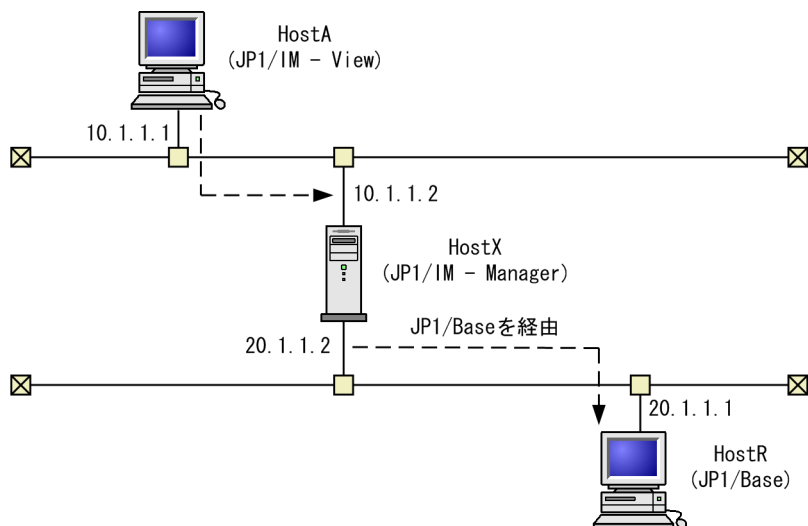 HostA
(JP1/IM - View)
10.1.1.1
10.1.1.2
HostX
(JP1/IM - Manager)
20.1.1.2
JP1/Baseを経由
20.1.1.1
HostR
(JP1/Base)